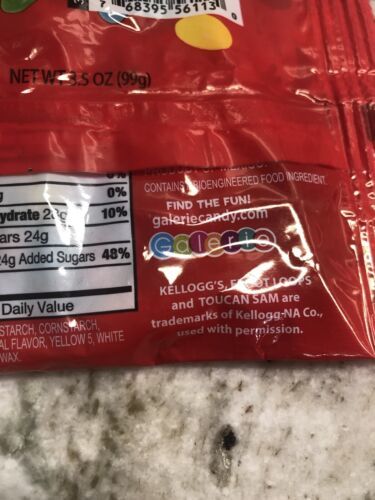 7 68395 56113 0
NET WT 3.5 OZ (99g)
0%
g 0%
ydrate 28g 10%
ars 24g
24g Added Sugars 48%
Daily Value
STARCH, CORNSTARCH,
AL FLAVOR, YELLOW 5, WHITE
WAX.
CONTAINS A BIOENGINEERED FOOD INGREDIENT
FIND THE FUN!
galeriecandy.com
Galerie
KELLOGG'S, FROOT LOOPS
and TOUCAN SAM are
trademarks of Kellogg-NA Co.,
used with permission.